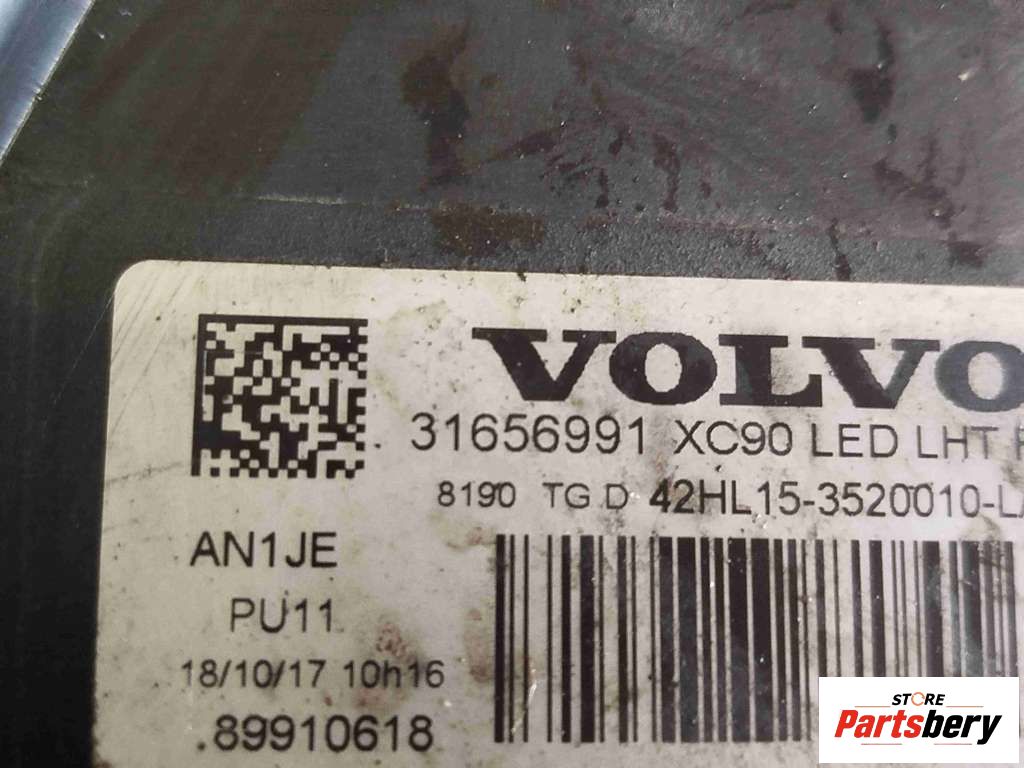 VOLVO
31656991 XC90 LED LHT
8190 TG D 42HL15-3520010-L
AN1JE
PU11
18/10/17 10h16
.89910618
STORE
Partsbery